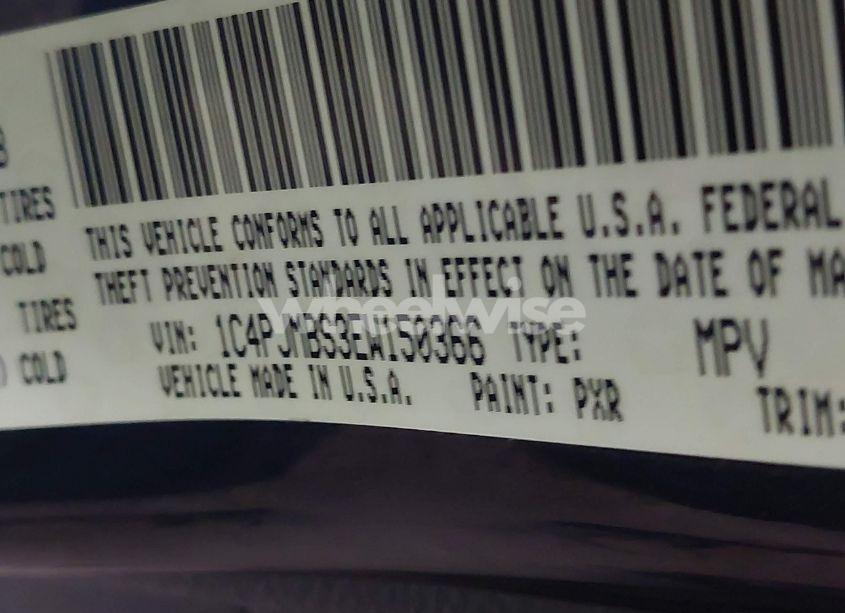 B
TIRES
COLD
TIRES
) COLD
THIS VEHICLE CONFORMS TO ALL APPLICABLE U.S.A. FEDERAL
THEFT PREVENTION STANDARDS IN EFFECT ON THE DATE OF MA
VIN: 1C4PJMBS3EW150366 TYPE: MPV
VEHICLE MADE IN U.S.A. PAINT: PXR TRIM:
wheelwise